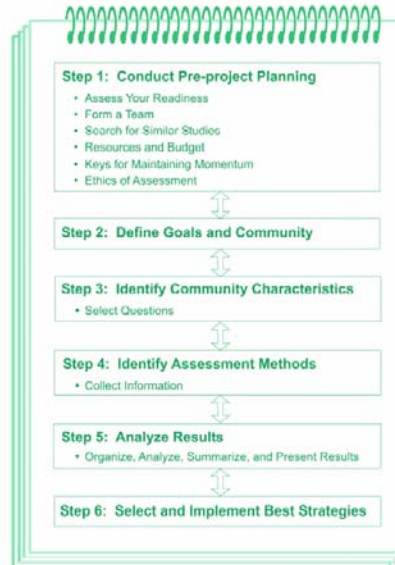 Step 1: Conduct Pre-project Planning
• Assess Your Readiness
• Form a Team
• Search for Similar Studies
• Resources and Budget
• Keys for Maintaining Momentum
• Ethics of Assessment
Step 2: Define Goals and Community
Step 3: Identify Community Characteristics
• Select Questions
Step 4: Identify Assessment Methods
• Collect Information
Step 5: Analyze Results
• Organize, Analyze, Summarize, and Present Results
Step 6: Select and Implement Best Strategies